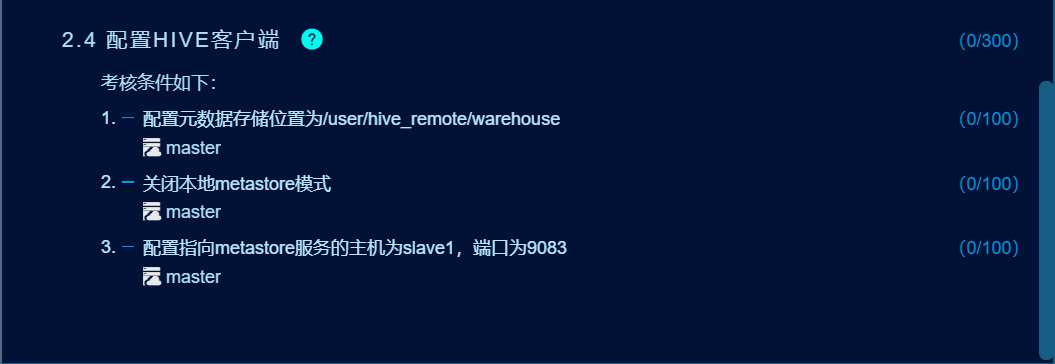 2.4 配置HIVE客户端 ? (0/300)
考核条件如下:
1. 一 配置元数据存储位置为/user/hive_remote/warehouse (0/100)
master
2. 一 关闭本地metastore模式 (0/100)
master
3. 一 配置指向metastore服务的主机为slave1，端口为9083 (0/100)
master